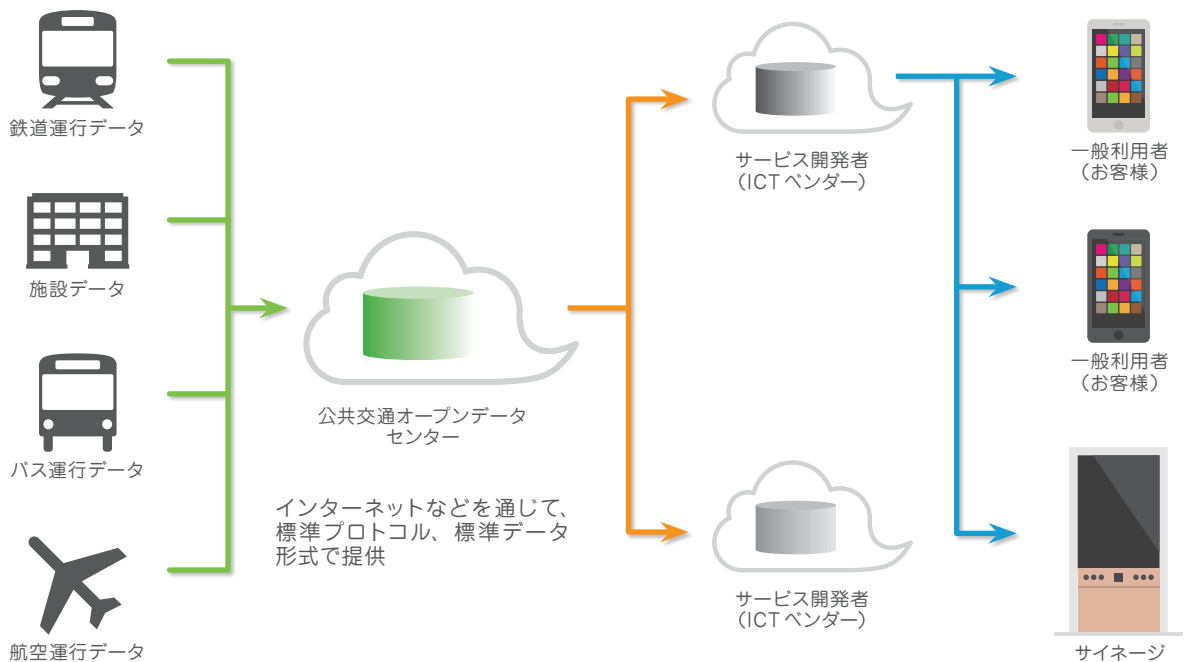 鉄道運行データ
施設データ
バス運行データ
航空運行データ
公共交通オープンデータ
センター
インターネットなどを通じて、
標準プロトコル、標準データ
形式で提供
サービス開発者
（ICTベンダー）
サービス開発者
（ICTベンダー）
一般利用者
（お客様）
一般利用者
（お客様）
サイネージ